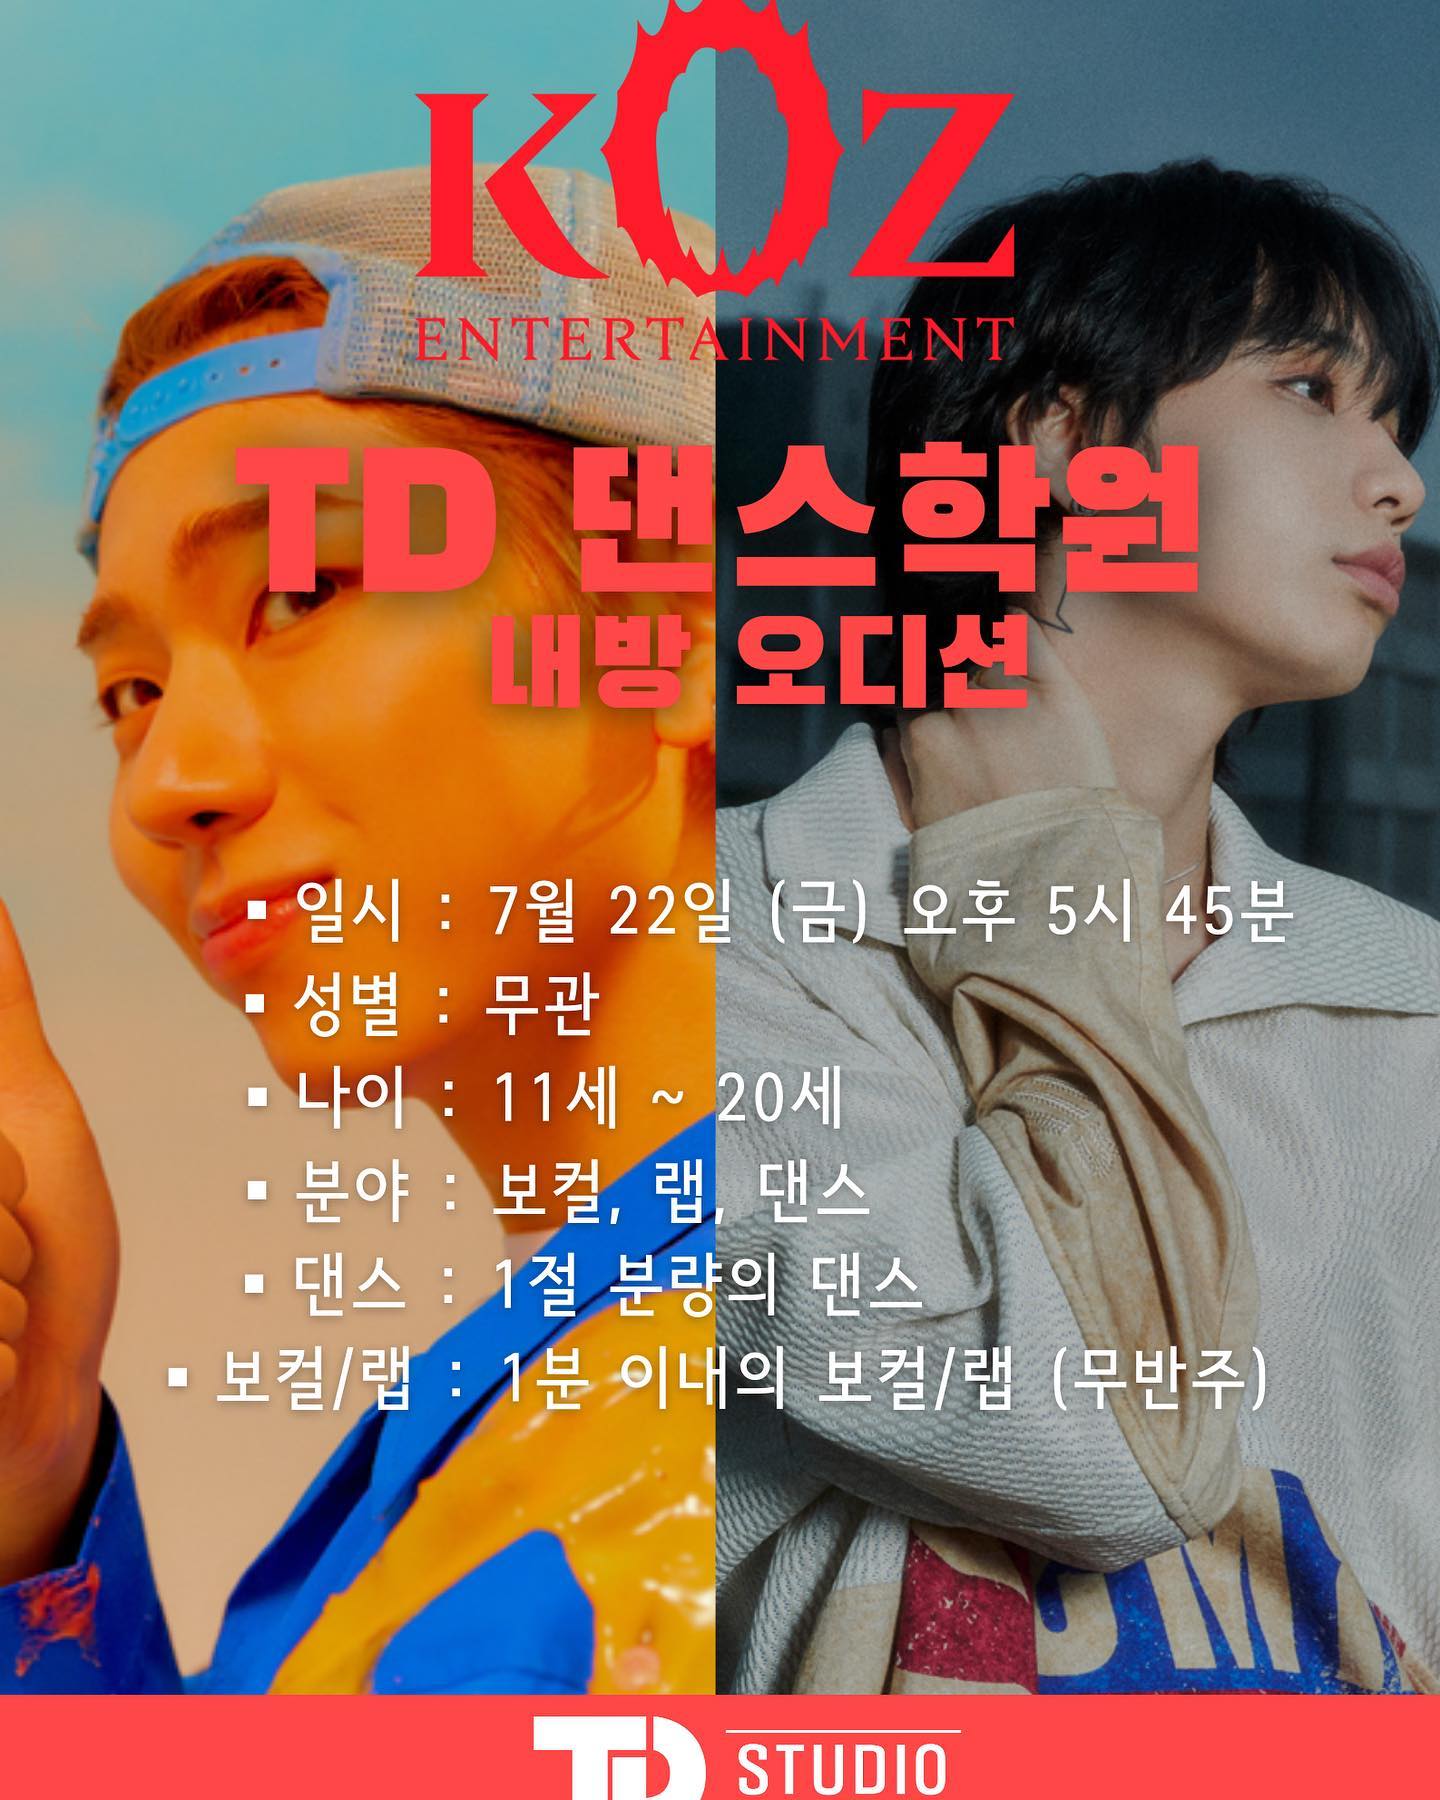 KOZ
ENTERTAINMENT
TD 댄스학원
내방 오디션
▪ 일시 : 7월 22일 (금) 오후 5시 45분
▪ 성별 : 무관
▪ 나이 : 11세 ~ 20세
▪ 분야 : 보컬, 랩, 댄스
▪ 댄스 : 1절 분량의 댄스
▪ 보컬/랩 : 1분 이내의 보컬/랩 (무반주)
TD STUDIO